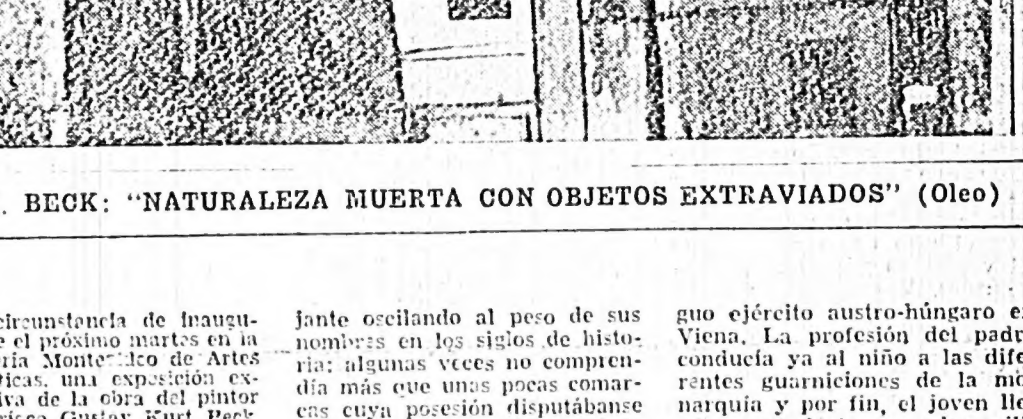 . BECK: "NATURALEZA MUERTA CON OBJETOS EXTRAVIADOS" (Oleo)
circunstancia de inaugu-
e el próximo martes en la
ría de Artes
ticas, una exposición ex-
iva de la obra del pintor
Gustav Kurt Beck
jante oscilando al peso de sus
nombres en los siglos de histo-
ria; algunas veces no compren-
día más que unas pocas comar-
cas cuya posesión disputábanse
guo ejército austro-húngaro e
Viena. La profesión del padr
conducía ya al niño a las dife
rentes guarniciones de la mo
narquía y por fin, el joven lle